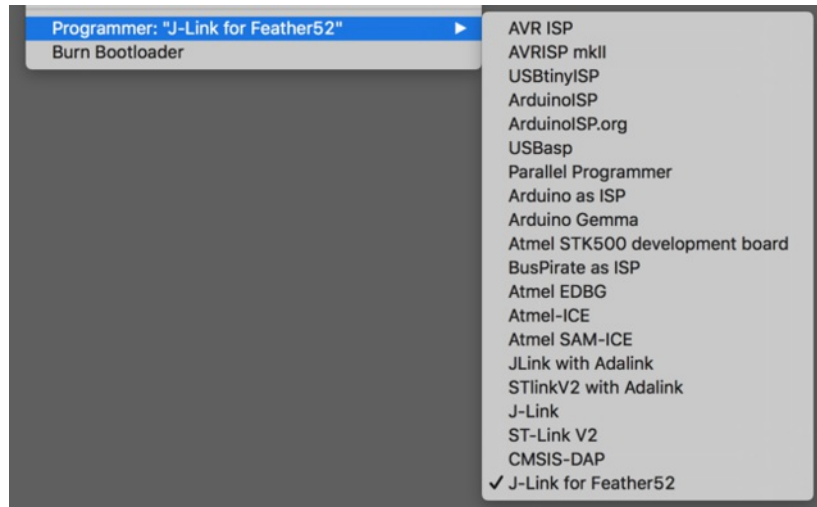 Programmer: "J-Link for Feather52"
Burn Bootloader
AVR ISP
AVRISP mkII
USBtinyISP
ArduinoISP
ArduinoISP.org
USBasp
Parallel Programmer
Arduino as ISP
Arduino Gemma
Atmel STK500 development board
BusPirate as ISP
Atmel EDBG
Atmel-ICE
Atmel SAM-ICE
JLink with Adalink
STlinkV2 with Adalink
J-Link
ST-Link V2
CMSIS-DAP
✓ J-Link for Feather52